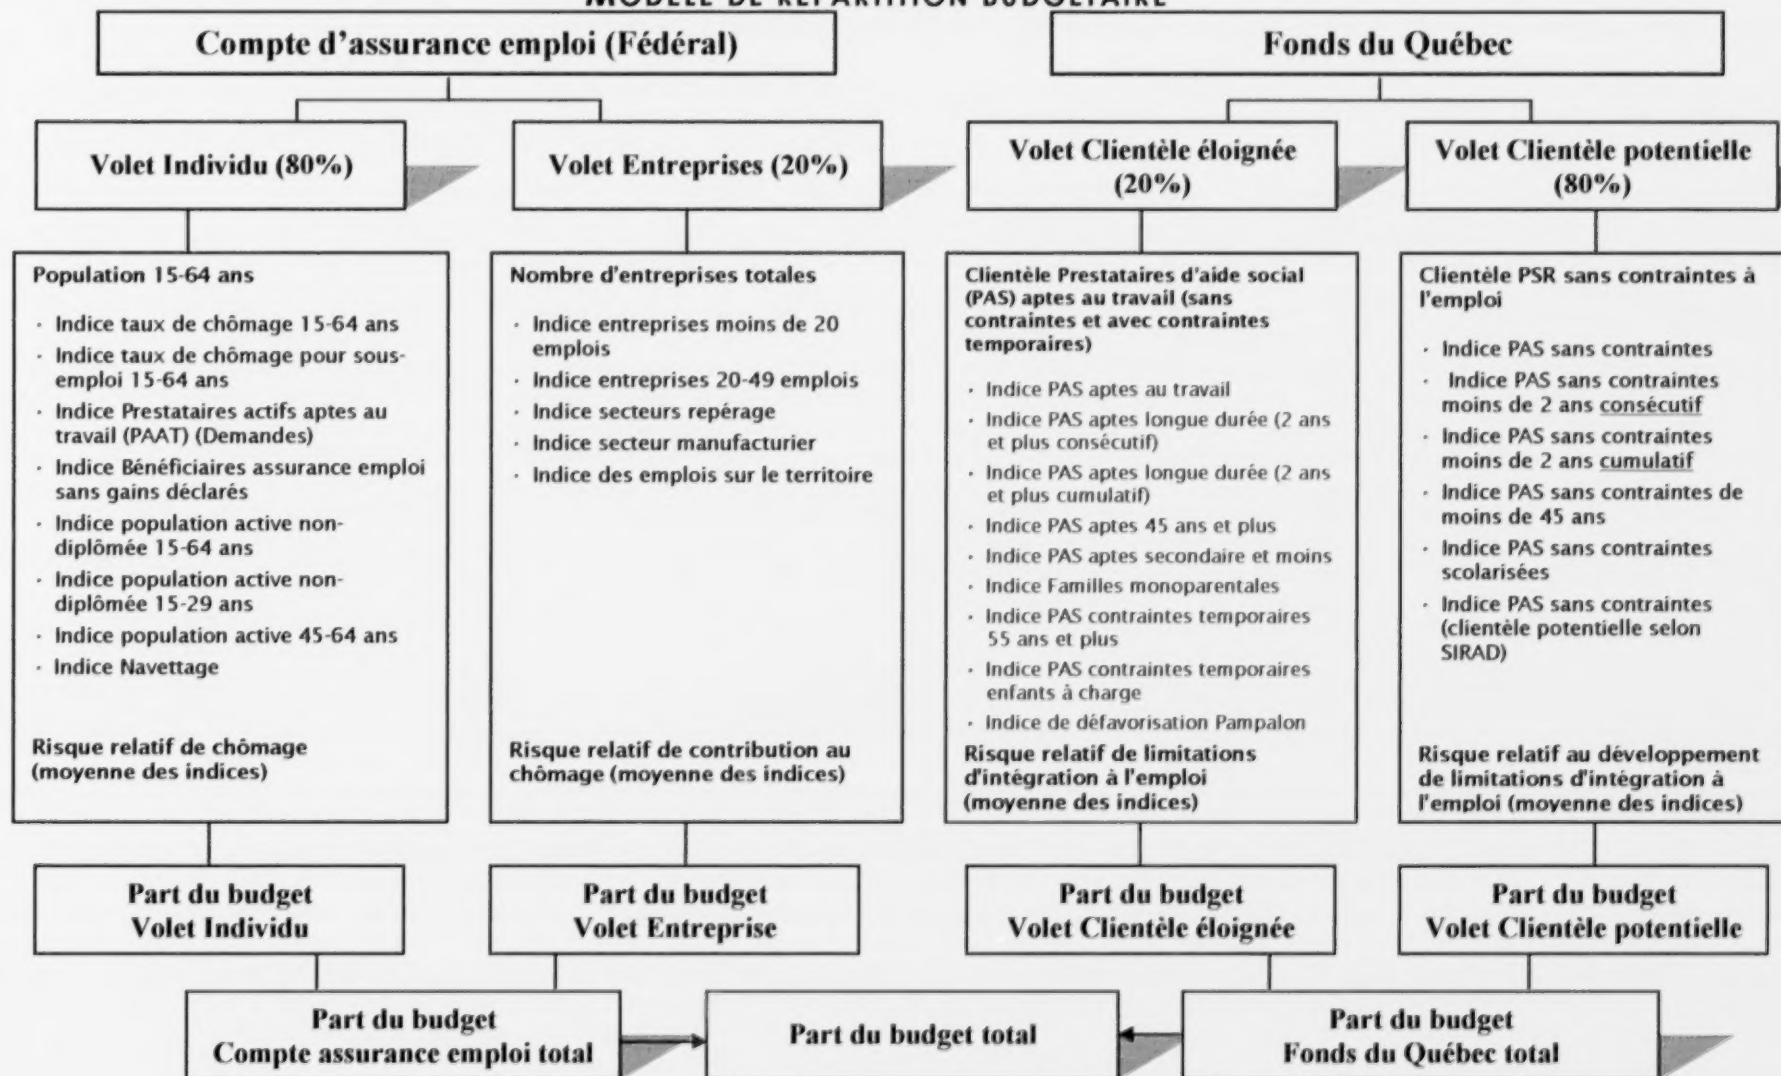 MODÈLE DE RÉPARTITION BUDGÉTAIRE
Compte d'assurance emploi (Fédéral)
Fonds du Québec
Volet Individu (80%)
Volet Entreprises (20%)
Volet Clientèle éloignée
(20%)
Volet Clientèle potentielle
(80%)
Population 15-64 ans
· Indice taux de chômage 15-64 ans
· Indice taux de chômage pour sous-
emploi 15-64 ans
· Indice Prestataires actifs aptes au
travail (PAAT) (Demandes)
· Indice Bénéficiaires assurance emploi
sans gains déclarés
· Indice population active non-
diplômée 15-64 ans
· Indice population active non-
diplômée 15-29 ans
· Indice population active 45-64 ans
· Indice Navettage
Risque relatif de chômage
(moyenne des indices)
Nombre d'entreprises totales
· Indice entreprises moins de 20
emplois
· Indice entreprises 20-49 emplois
· Indice secteurs repérage
· Indice secteur manufacturier
· Indice des emplois sur le territoire
Risque relatif de contribution au
chômage (moyenne des indices)
Clientèle Prestataires d'aide social
(PAS) aptes au travail (sans
contraintes et avec contraintes
temporaires)
· Indice PAS aptes au travail
· Indice PAS aptes longue durée (2 ans
et plus consécutif)
· Indice PAS aptes longue durée (2 ans
et plus cumulatif)
· Indice PAS aptes 45 ans et plus
· Indice PAS aptes secondaire et moins
· Indice Familles monoparentales
· Indice PAS contraintes temporaires
55 ans et plus
· Indice PAS contraintes temporaires
enfants à charge
· Indice de défavorisation Pampalon
Risque relatif de limitations
d'intégration à l'emploi
(moyenne des indices)
Clientèle PSR sans contraintes à
l'emploi
· Indice PAS sans contraintes
· Indice PAS sans contraintes
moins de 2 ans consécutif
· Indice PAS sans contraintes
moins de 2 ans cumulatif
· Indice PAS sans contraintes de
moins de 45 ans
· Indice PAS sans contraintes
scolarisées
· Indice PAS sans contraintes
(clientèle potentielle selon
SIRAD)
Risque relatif au développement
de limitations d'intégration à
l'emploi (moyenne des indices)
Part du budget
Volet Individu
Part du budget
Volet Entreprise
Part du budget
Volet Clientèle éloignée
Part du budget
Volet Clientèle potentielle
Part du budget
Compte assurance emploi total
Part du budget total
Part du budget
Fonds du Québec total